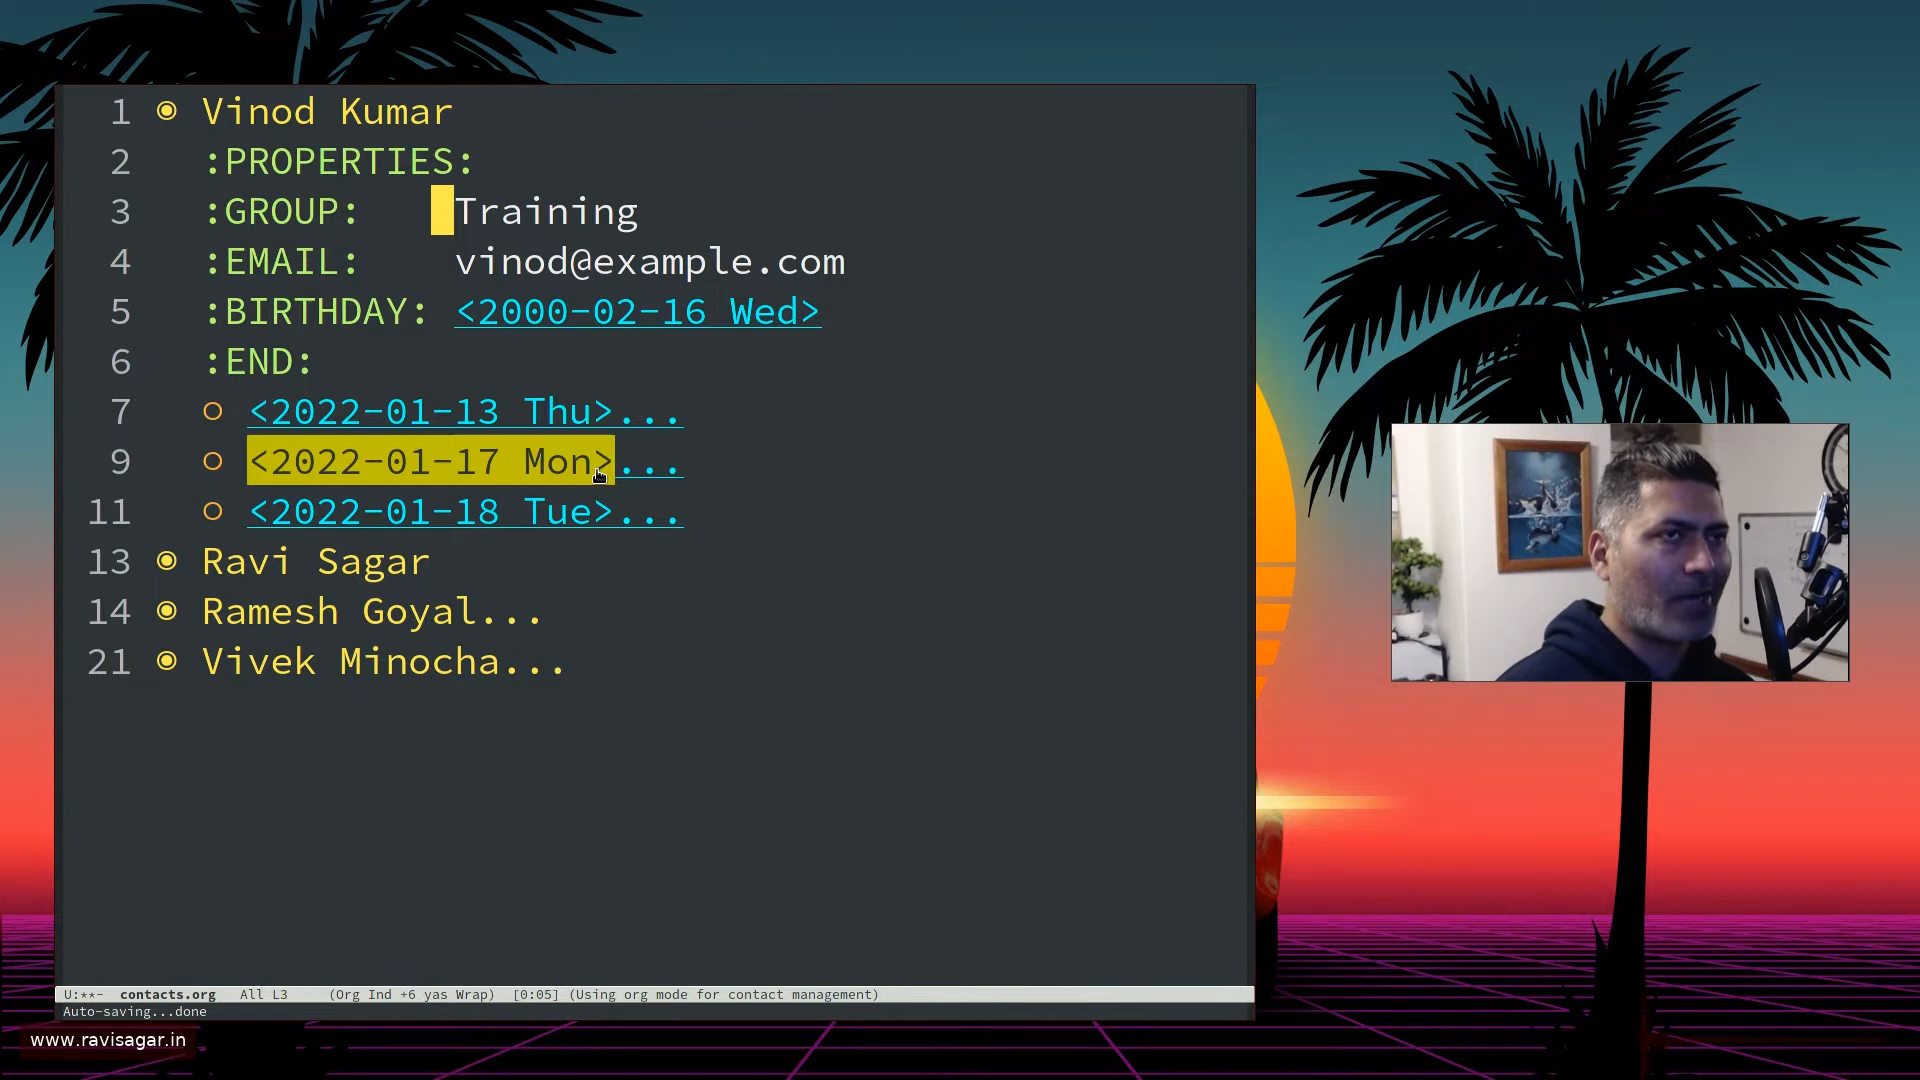 1 ◉ Vinod Kumar
2 :PROPERTIES:
3 :GROUP: Training
4 :EMAIL: vinod@example.com
5 :BIRTHDAY: <2000-02-16 Wed>
6 :END:
7 ○ <2022-01-13 Thu>...
9 ○ <2022-01-17 Mon>...
11 ○ <2022-01-18 Tue>...
13 ◉ Ravi Sagar
14 ◉ Ramesh Goyal...
21 ◉ Vivek Minocha...
U:**- contacts.org All L3 (Org Ind +6 yas Wrap) [0:05] (Using org mode for contact management)
Auto-saving...done
www.ravisagar.in